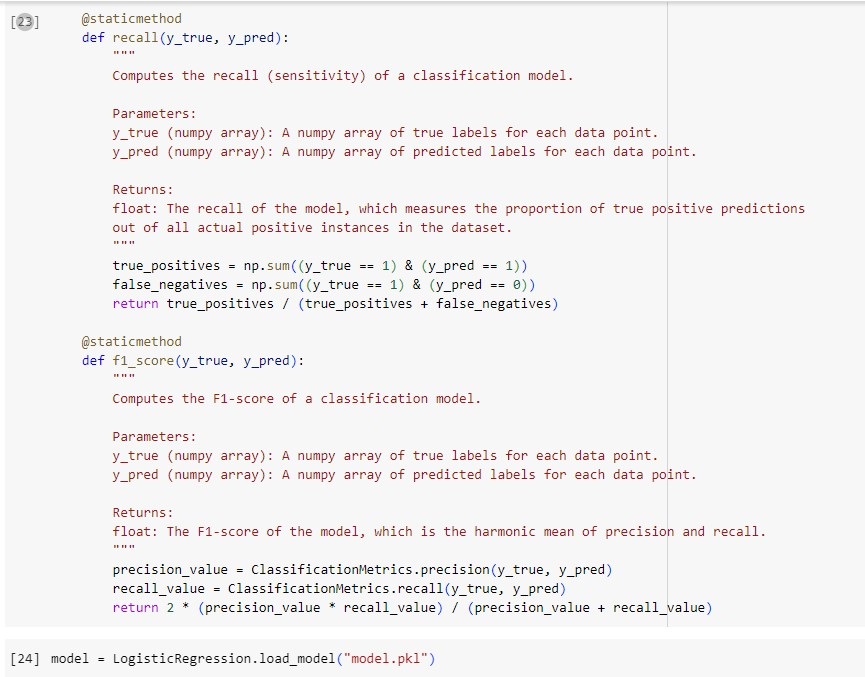 [23] @staticmethod
def recall(y_true, y_pred):
"""
Computes the recall (sensitivity) of a classification model.
Parameters:
y_true (numpy array): A numpy array of true labels for each data point.
y_pred (numpy array): A numpy array of predicted labels for each data point.
Returns:
float: The recall of the model, which measures the proportion of true positive predictions
out of all actual positive instances in the dataset.
"""
true_positives = np.sum((y_true == 1) & (y_pred == 1))
false_negatives = np.sum((y_true == 1) & (y_pred == 0))
return true_positives / (true_positives + false_negatives)
@staticmethod
def f1_score(y_true, y_pred):
"""
Computes the F1-score of a classification model.
Parameters:
y_true (numpy array): A numpy array of true labels for each data point.
y_pred (numpy array): A numpy array of predicted labels for each data point.
Returns:
float: The F1-score of the model, which is the harmonic mean of precision and recall.
"""
precision_value = ClassificationMetrics.precision(y_true, y_pred)
recall_value = ClassificationMetrics.recall(y_true, y_pred)
return 2 * (precision_value * recall_value) / (precision_value + recall_value)
[24] model = LogisticRegression.load_model("model.pkl")